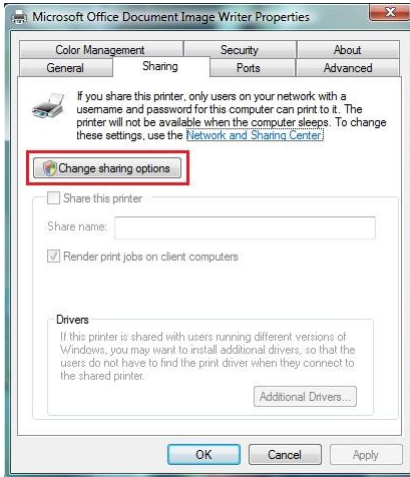 Microsoft Office Document Image Writer Properties
Color Management Security About
General Sharing Ports Advanced
If you share this printer, only users on your network with a
username and password for this computer can print to it. The
printer will not be available when the computer sleeps. To change
these settings, use the Network and Sharing Center.
Change sharing options
Share this printer
Share name:
Render print jobs on client computers
Drivers
If this printer is shared with users running different versions of
Windows, you may want to install additional drivers, so that the
users do not have to find the print driver when they connect to
the shared printer.
Additional Drivers...
OK Cancel Apply